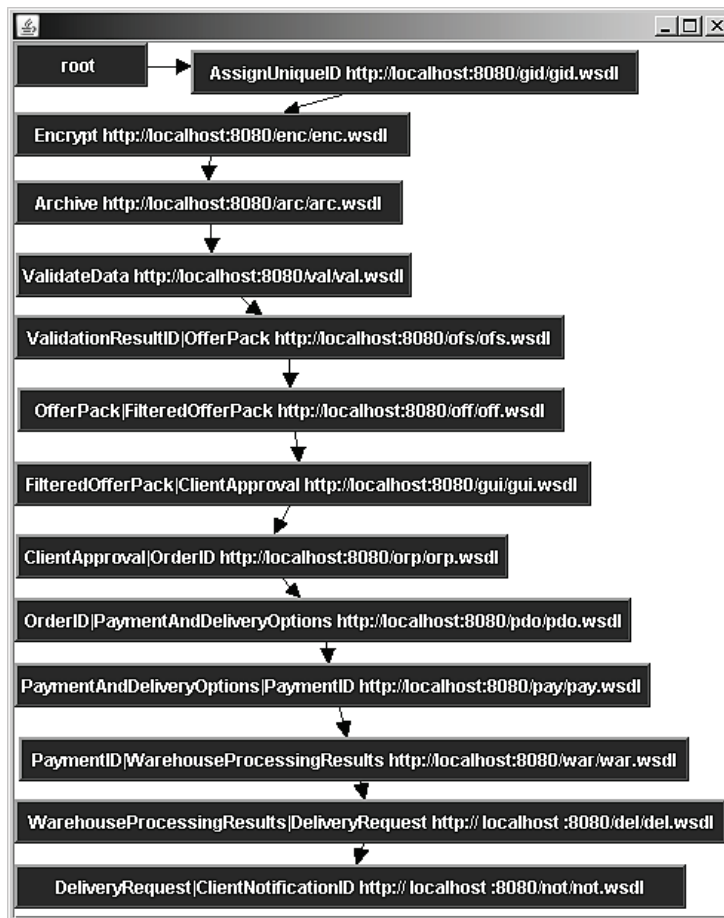 root
AssignUniqueID http://localhost:8080/gid/gid.wsdl
Encrypt http://localhost:8080/enc/enc.wsdl
Archive http://localhost:8080/arc/arc.wsdl
ValidateData http://localhost:8080/val/val.wsdl
ValidationResultID|OfferPack http://localhost:8080/ofs/ofs.wsdl
OfferPack|FilteredOfferPack http://localhost:8080/off/off.wsdl
FilteredOfferPack|ClientApproval http://localhost:8080/gui/gui.wsdl
ClientApproval|OrderID http://localhost:8080/orp/orp.wsdl
OrderID|PaymentAndDeliveryOptions http://localhost:8080/pdo/pdo.wsdl
PaymentAndDeliveryOptions|PaymentID http://localhost:8080/pay/pay.wsdl
PaymentID|WarehouseProcessingResults http://localhost:8080/war/war.wsdl
WarehouseProcessingResults|DeliveryRequest http:// localhost :8080/del/del.wsdl
DeliveryRequest|ClientNotificationID http:// localhost :8080/not/not.wsdl